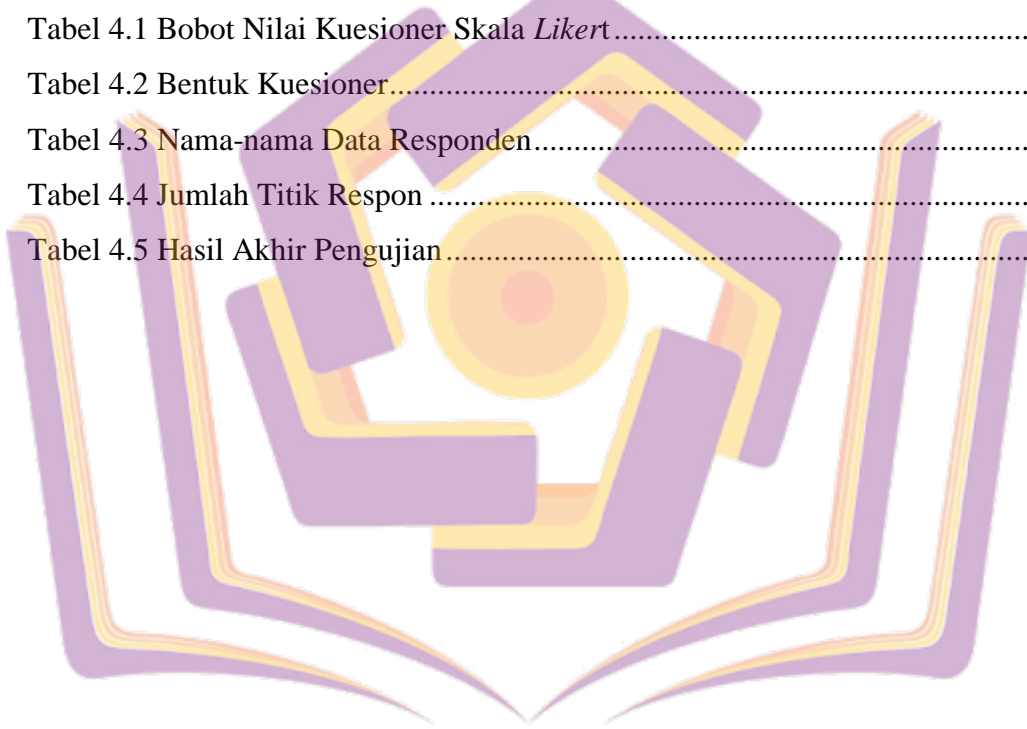 Tabel 4.1 Bobot Nilai Kuesioner Skala Likert..............................................
Tabel 4.2 Bentuk Kuesioner..........................................................................
Tabel 4.3 Nama-nama Data Responden........................................................
Tabel 4.4 Jumlah Titik Respon .....................................................................
Tabel 4.5 Hasil Akhir Pengujian...................................................................